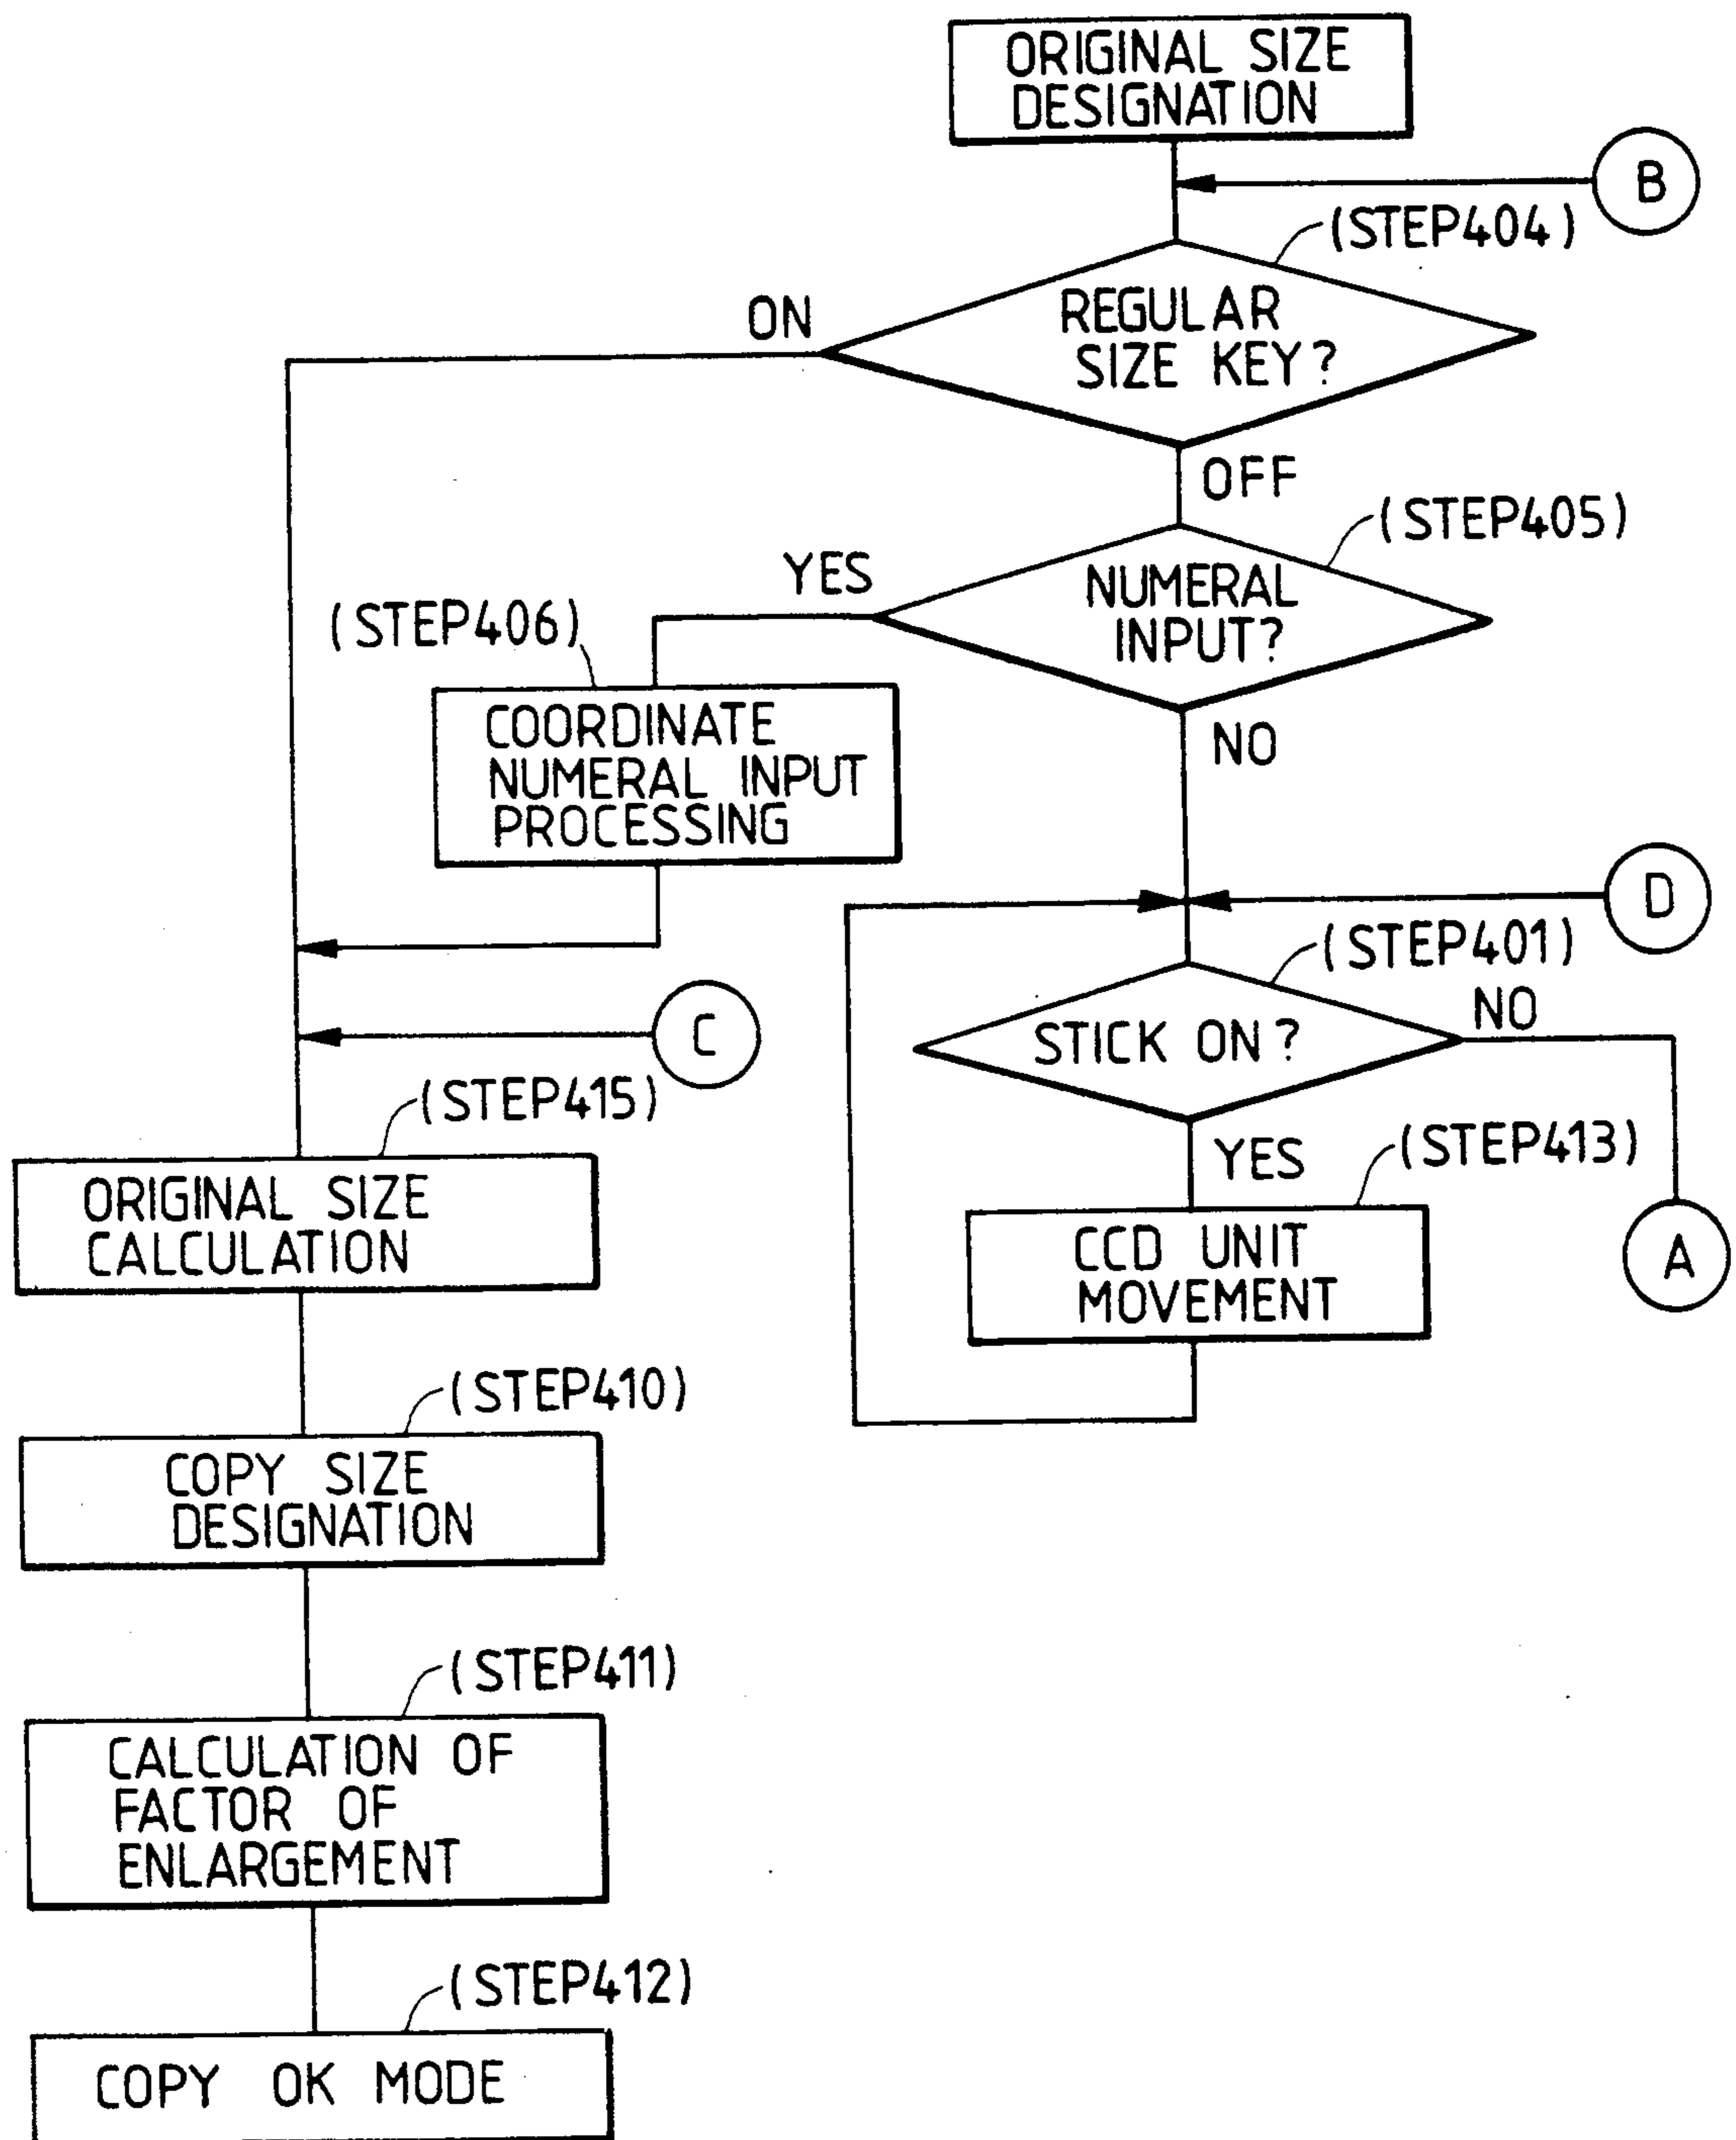 ORIGINAL SIZE
DESIGNATION
B
(STEP404)
ON
REGULAR
SIZE KEY?
OFF
(STEP405)
YES
NUMERAL
INPUT?
(STEP406)
COORDINATE
NUMERAL INPUT
PROCESSING
NO
D
(STEP401)
NO
C
STICK ON?
(STEP415)
YES
(STEP413)
ORIGINAL SIZE
CALCULATION
CCD UNIT
MOVEMENT
A
(STEP410)
COPY SIZE
DESIGNATION
(STEP411)
CALCULATION OF
FACTOR OF
ENLARGEMENT
(STEP412)
COPY OK MODE